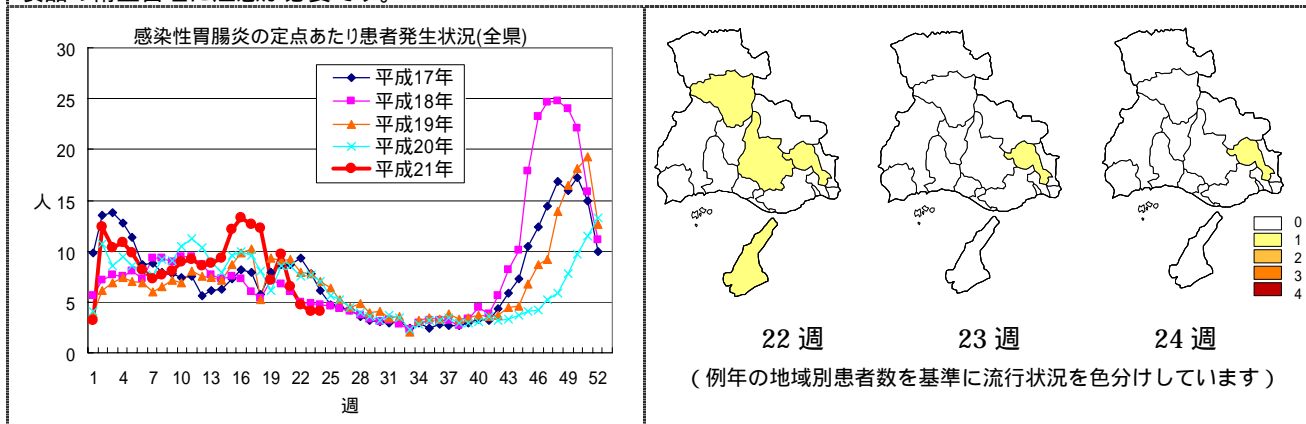 感染性胃腸炎の定点あたり患者発生状況(全県)
30
25
20
15
10
5
0
人
平成17年
平成18年
平成19年
平成20年
平成21年
1 4 7 10 13 16 19 22 25 28 31 34 37 40 43 46 49 52
週
0
1
2
3
4
22 週 23 週 24 週
(例年の地域別患者数を基準に流行状況を色分けしています)